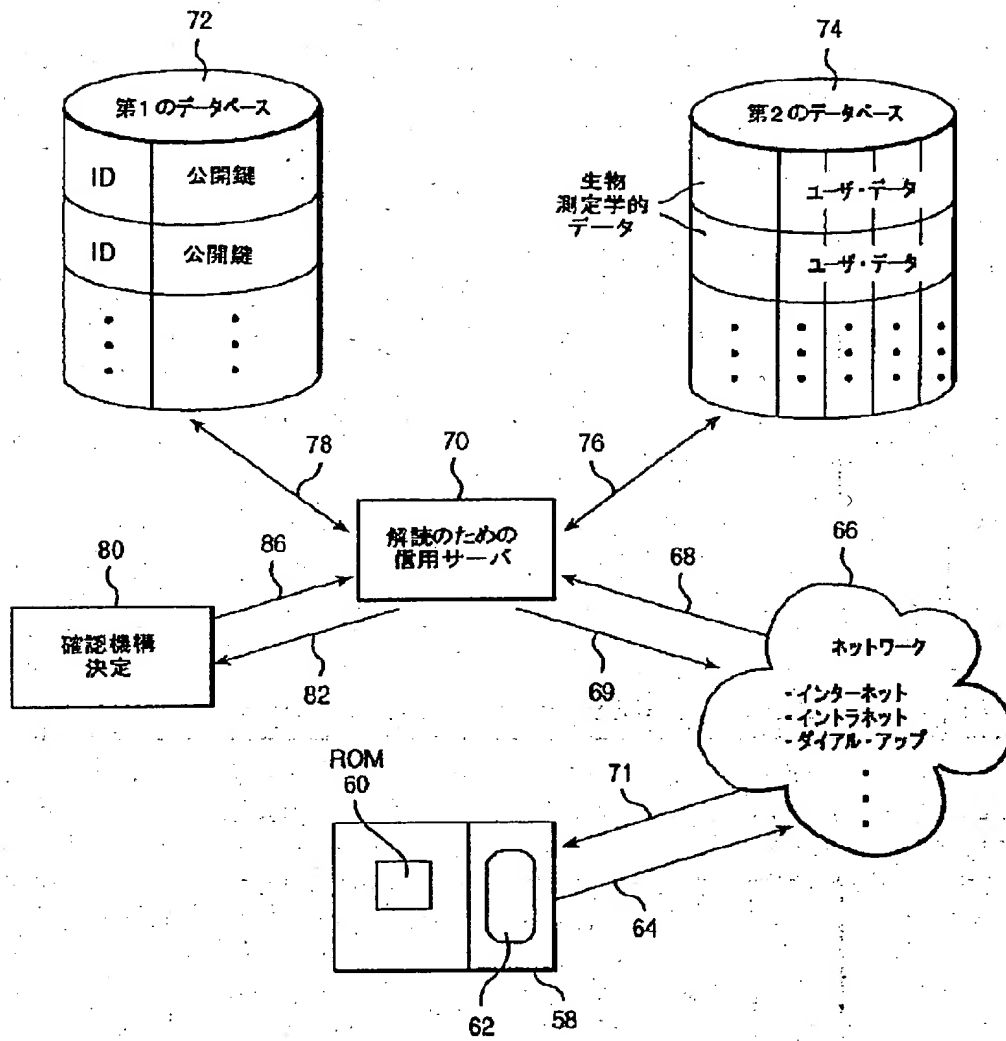 72
74
第1のデータベース
第2のデータベース
ID 公開鍵
ID 公開鍵
生物
測定学的
データ
ユーザ・データ
ユーザ・データ
78
70
76
解読のための
信用サーバ
80
86
68
66
確認機構
決定
82
69
ネットワーク
・インターネット
・イントラネット
・ダイアル・アップ
ROM
60
71
64
62
58